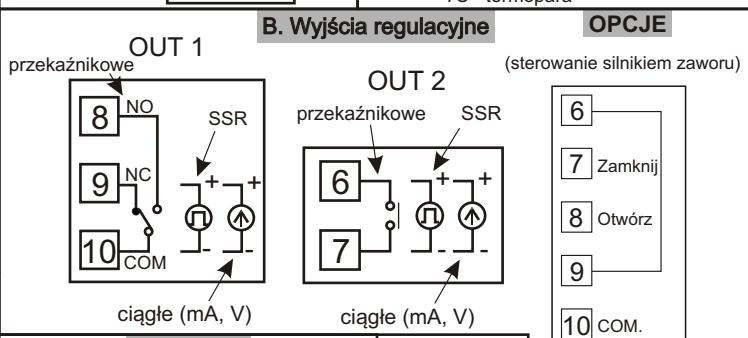 TC - termopara
B. Wyjścia regulacyjne
OPCJE
OUT 1
przekaźnikowe
8 NO
SSR
9 NC
+ +
10 COM
- -
ciągłe (mA, V)
OUT 2
przekaźnikowe
SSR
6
+ +
7
- -
ciągłe (mA, V)
(sterowanie silnikiem zaworu)
6
7 Zamknij
8 Otwórz
9
10 COM.